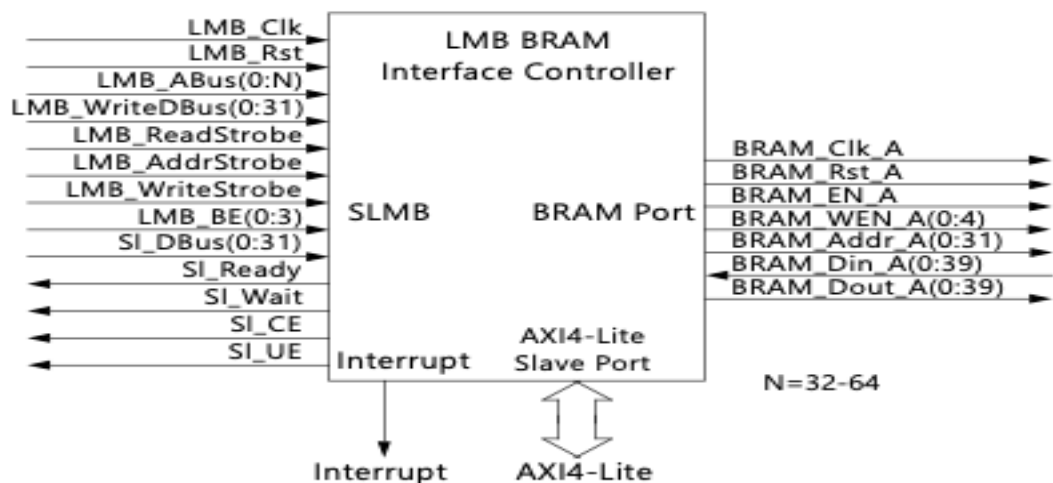 LMB_Clk
LMB_Rst
LMB_ABus(0:N)
LMB_WriteDBus(0:31)
LMB_ReadStrobe
LMB_AddrStrobe
LMB_WriteStrobe
LMB_BE(0:3)
Sl_DBus(0:31)
Sl_Ready
Sl_Wait
Sl_CE
Sl_UE
LMB BRAM
Interface Controller
SLMB
BRAM Port
AXI4-Lite
Slave Port
Interrupt
BRAM_Clk_A
BRAM_Rst_A
BRAM_EN_A
BRAM_WEN_A(0:4)
BRAM_Addr_A(0:31)
BRAM_Din_A(0:39)
BRAM_Dout_A(0:39)
N=32-64
Interrupt
AXI4-Lite